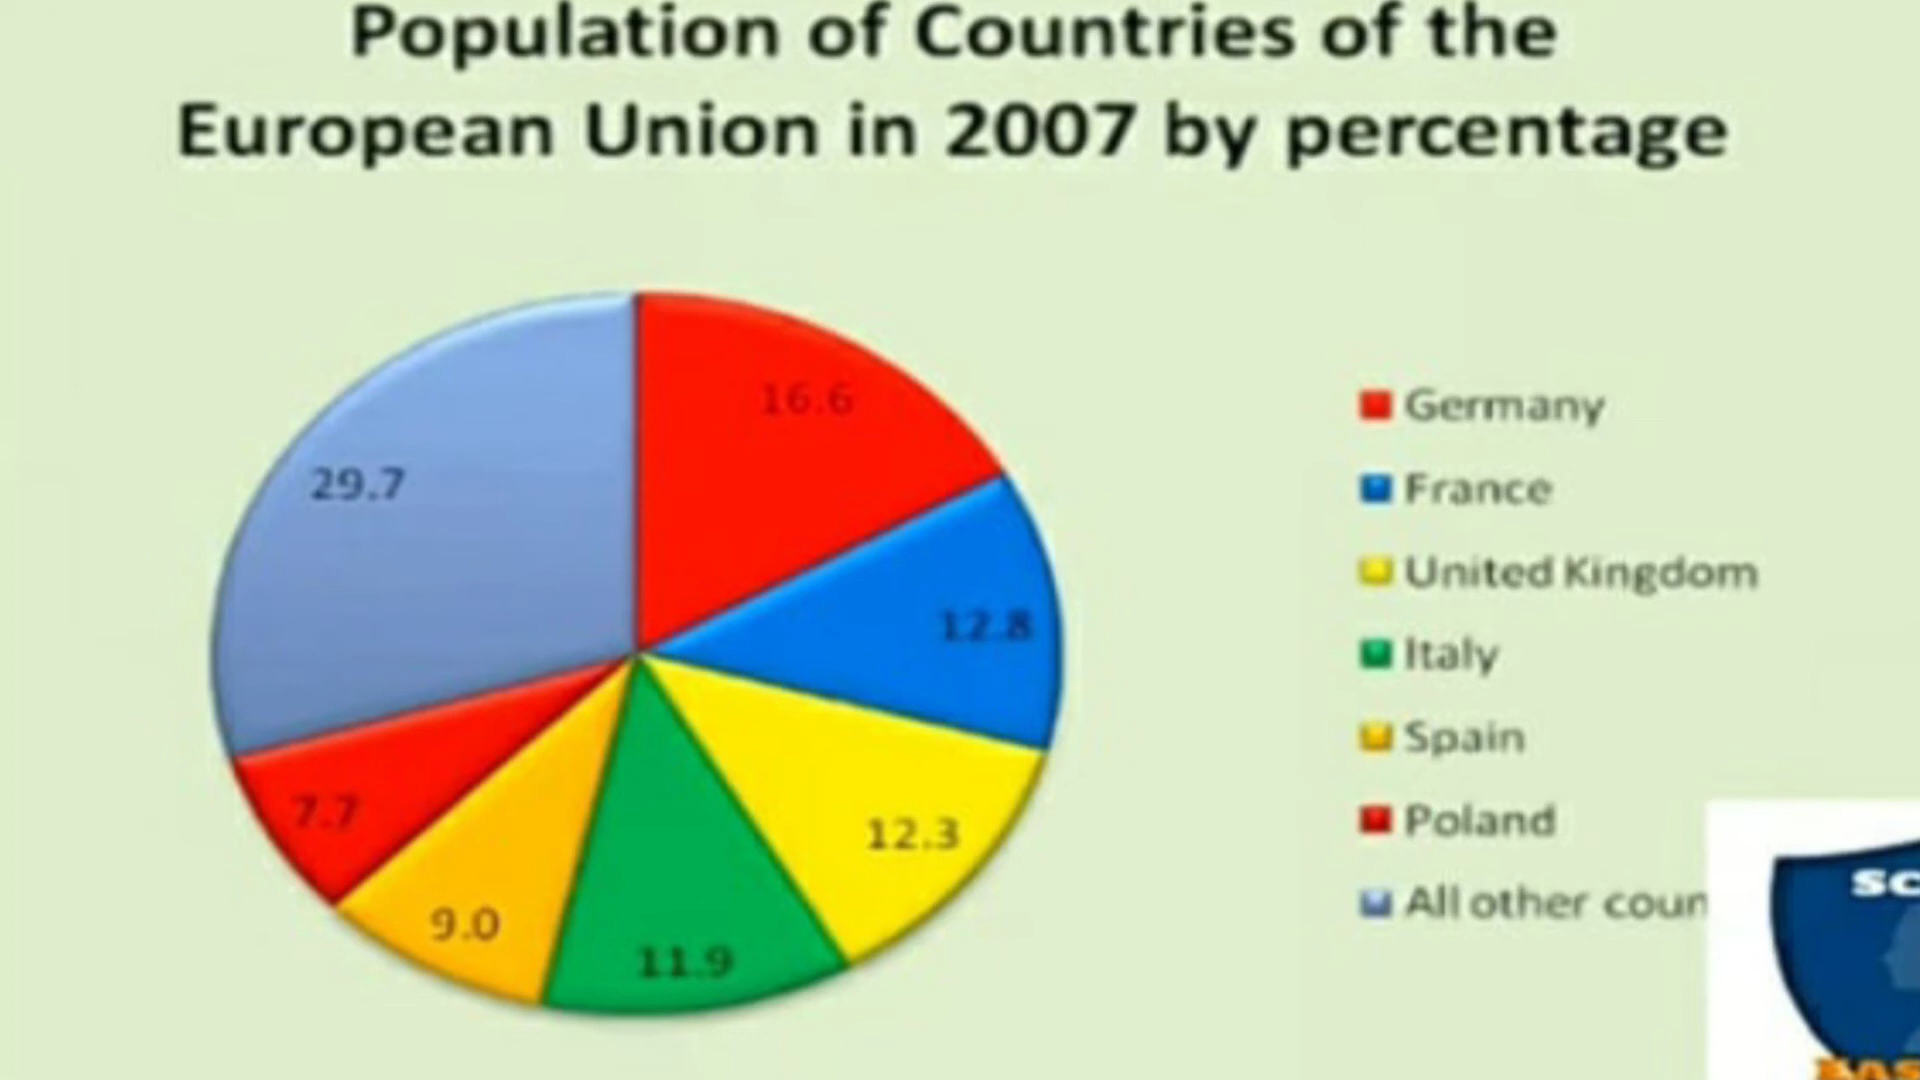 Population of Countries of the
European Union in 2007 by percentage
16.6
29.7
12.8
12.3
7.7
9.0
11.9
Germany
France
United Kingdom
Italy
Spain
Poland
All other coun
SC